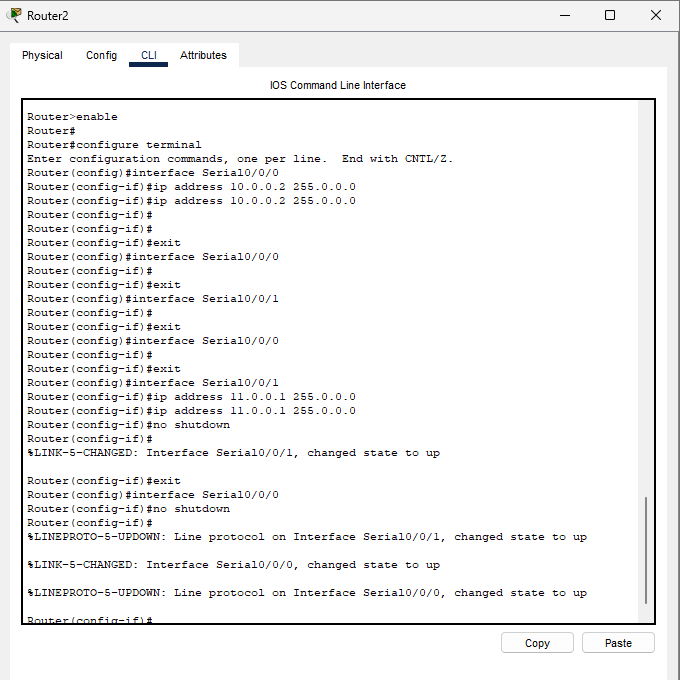 Router2
Physical Config CLI Attributes
IOS Command Line Interface
Router>enable
Router#
Router#configure terminal
Enter configuration commands, one per line.  End with CNTL/Z.
Router(config)#interface Serial0/0/0
Router(config-if)#ip address 10.0.0.2 255.0.0.0
Router(config-if)#ip address 10.0.0.2 255.0.0.0
Router(config-if)#
Router(config-if)#
Router(config-if)#exit
Router(config)#interface Serial0/0/0
Router(config-if)#
Router(config-if)#exit
Router(config)#interface Serial0/0/1
Router(config-if)#
Router(config-if)#exit
Router(config)#interface Serial0/0/0
Router(config-if)#
Router(config-if)#exit
Router(config)#interface Serial0/0/1
Router(config-if)#ip address 11.0.0.1 255.0.0.0
Router(config-if)#ip address 11.0.0.1 255.0.0.0
Router(config-if)#no shutdown
Router(config-if)#
%LINK-5-CHANGED: Interface Serial0/0/1, changed state to up
Router(config-if)#exit
Router(config)#interface Serial0/0/0
Router(config-if)#no shutdown
Router(config-if)#
%LINEPROTO-5-UPDOWN: Line protocol on Interface Serial0/0/1, changed state to up
%LINK-5-CHANGED: Interface Serial0/0/0, changed state to up
%LINEPROTO-5-UPDOWN: Line protocol on Interface Serial0/0/0, changed state to up
Router(config-if)#
Copy Paste